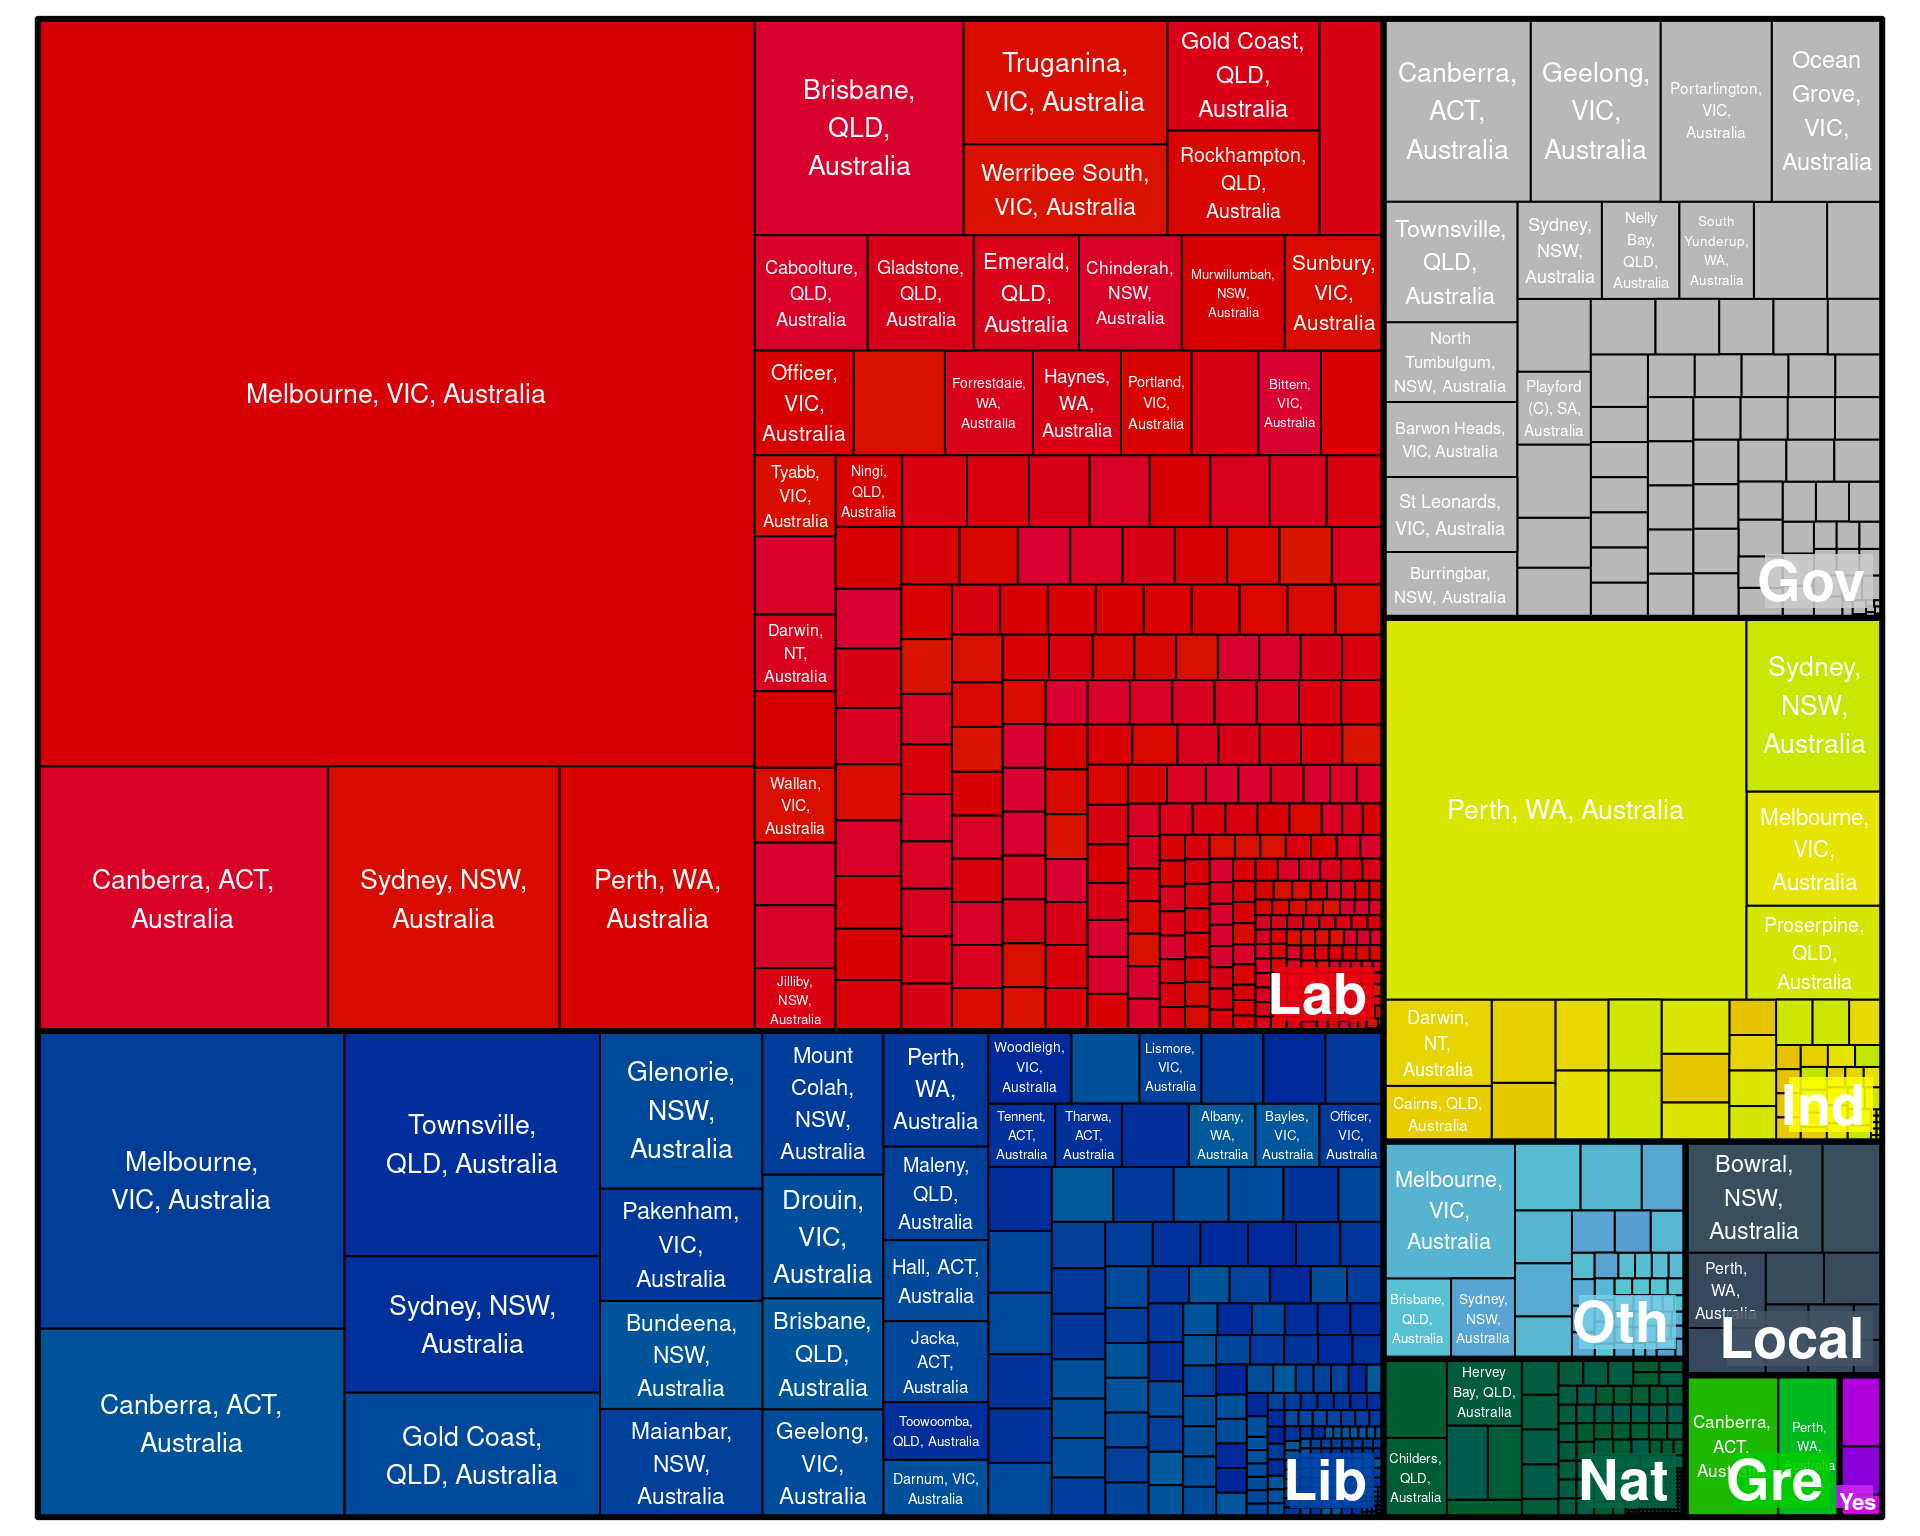 Melbourne, VIC, Australia
Canberra, ACT,
Australia
Sydney, NSW,
Australia
Perth, WA,
Australia
Brisbane,
QLD,
Australia
Truganina,
VIC, Australia
Werribee South,
VIC, Australia
Gold Coast,
QLD,
Australia
Rockhampton,
QLD,
Australia
Caboolture,
QLD,
Australia
Gladstone,
QLD,
Australia
Emerald,
QLD,
Australia
Chinderah,
NSW,
Australia
Murwillumbah,
NSW,
Australia
Sunbury,
VIC,
Australia
Officer,
VIC,
Australia
Forrestdale,
WA,
Australia
Haynes,
WA,
Australia
Portland,
VIC,
Australia
Bittern,
VIC,
Australia
Tyabb,
VIC,
Australia
Ningi,
QLD,
Australia
Darwin,
NT,
Australia
Wallan,
VIC,
Australia
Jilliby,
NSW,
Australia
Lab
Canberra,
ACT,
Australia
Geelong,
VIC,
Australia
Portarlington,
VIC,
Australia
Ocean
Grove,
VIC,
Australia
Townsville,
QLD,
Australia
Sydney,
NSW,
Australia
Nelly
Bay,
QLD,
Australia
South
Yunderup,
WA,
Australia
North
Tumbulgum,
NSW, Australia
Playford
(C), SA,
Australia
Barwon Heads,
VIC, Australia
St Leonards,
VIC, Australia
Burringbar,
NSW, Australia
Gov
Perth, WA, Australia
Sydney,
NSW,
Australia
Melbourne,
VIC,
Australia
Proserpine,
QLD,
Australia
Darwin,
NT,
Australia
Cairns, QLD,
Australia
Ind
Melbourne,
VIC, Australia
Canberra, ACT,
Australia
Townsville,
QLD, Australia
Sydney, NSW,
Australia
Gold Coast,
QLD, Australia
Glenorie,
NSW,
Australia
Pakenham,
VIC,
Australia
Bundeena,
NSW,
Australia
Maianbar,
NSW,
Australia
Mount
Colah,
NSW,
Australia
Drouin,
VIC,
Australia
Brisbane,
QLD,
Australia
Geelong,
VIC,
Australia
Perth,
WA,
Australia
Maleny,
QLD,
Australia
Hall, ACT,
Australia
Jacka,
ACT,
Australia
Toowoomba,
QLD, Australia
Darnum, VIC,
Australia
Woodleigh,
VIC,
Australia
Lismore,
VIC,
Australia
Tennent,
ACT,
Australia
Tharwa,
ACT,
Australia
Albany,
WA,
Australia
Bayles,
VIC,
Australia
Officer,
VIC,
Australia
Lib
Melbourne,
VIC,
Australia
Brisbane,
QLD,
Australia
Sydney,
NSW,
Australia
Oth
Bowral,
NSW,
Australia
Perth,
WA,
Australia
Local
Hervey
Bay, QLD,
Australia
Childers,
QLD,
Australia
Nat
Canberra,
ACT,
Australia
Perth,
WA,
Australia
Gre
Yes